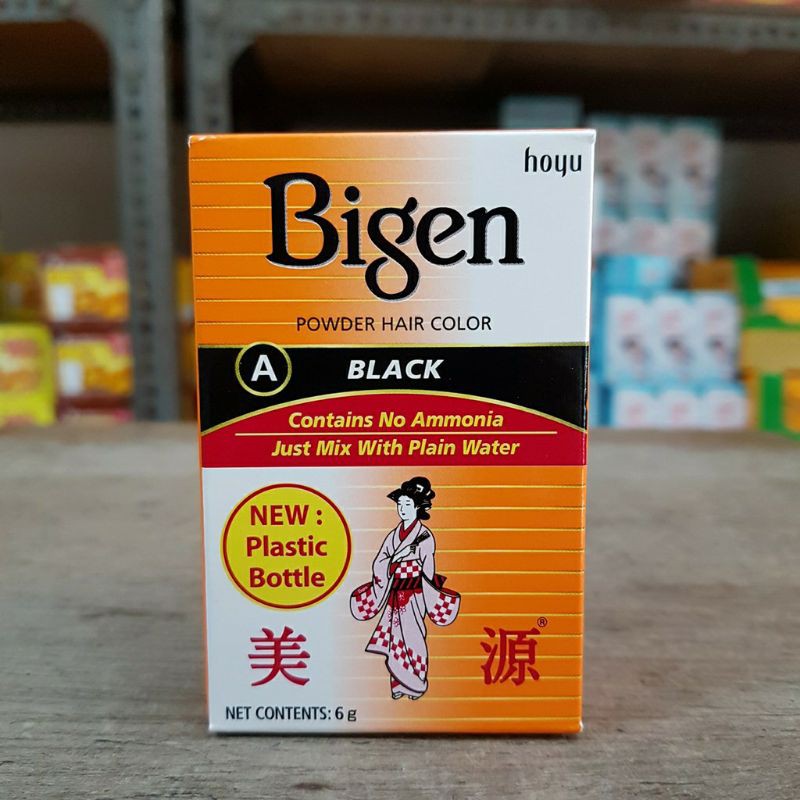 hoyu
Bigen
POWDER HAIR COLOR
A BLACK
Contains No Ammonia
Just Mix With Plain Water
NEW :
Plastic
Bottle
美 源®
NET CONTENTS: 6 g